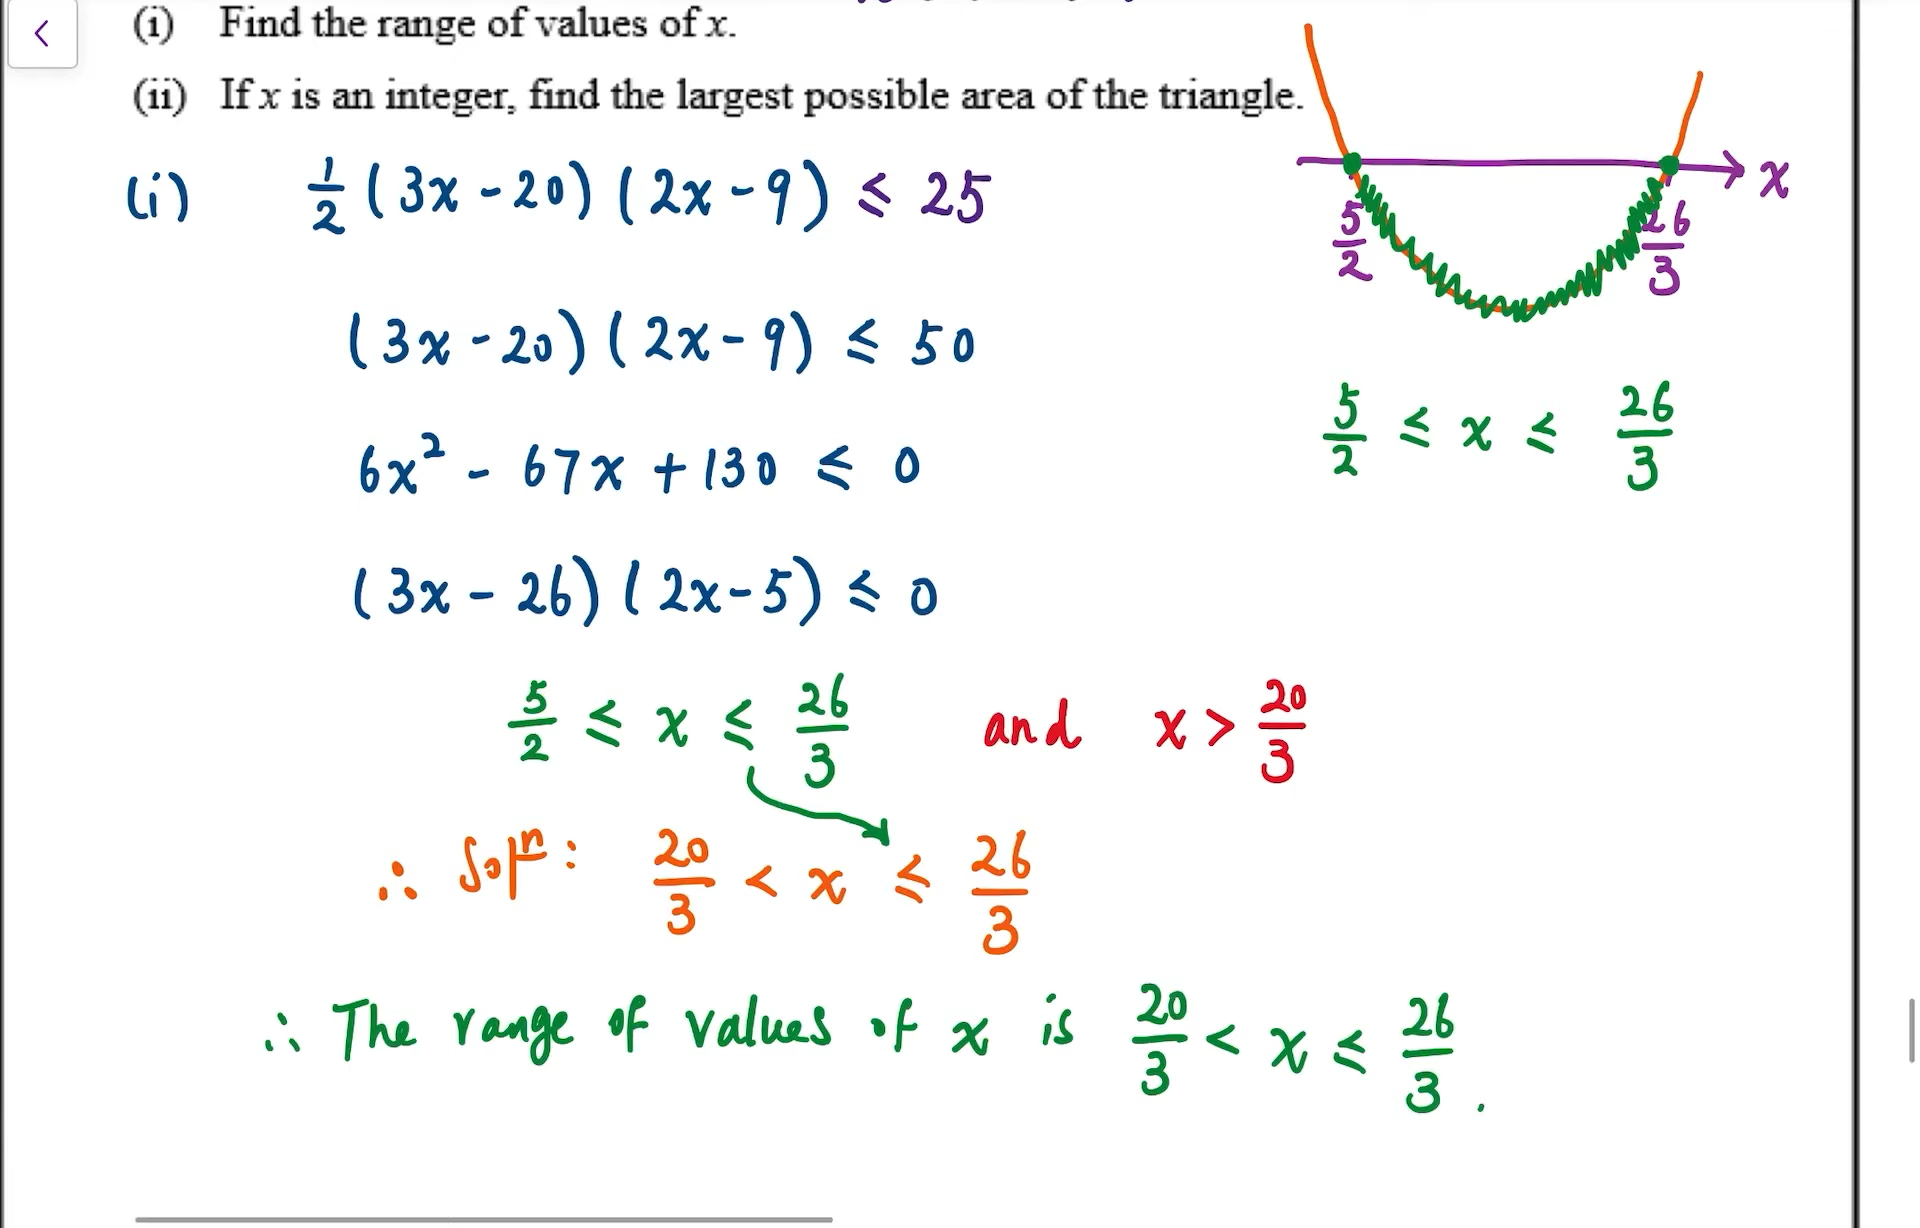 (i) Find the range of values of x.
(ii) If x is an integer, find the largest possible area of the triangle.
x
5/2
26/3
(i) 1/2 (3x - 20)(2x - 9) ≤ 25
(3x - 20)(2x - 9) ≤ 50
5/2 ≤ x ≤ 26/3
6x² - 67x + 130 ≤ 0
(3x - 26)(2x - 5) ≤ 0
5/2 ≤ x ≤ 26/3 and x > 20/3
∴ Solⁿ: 20/3 < x ≤ 26/3
∴ The range of values of x is 20/3 < x ≤ 26/3.